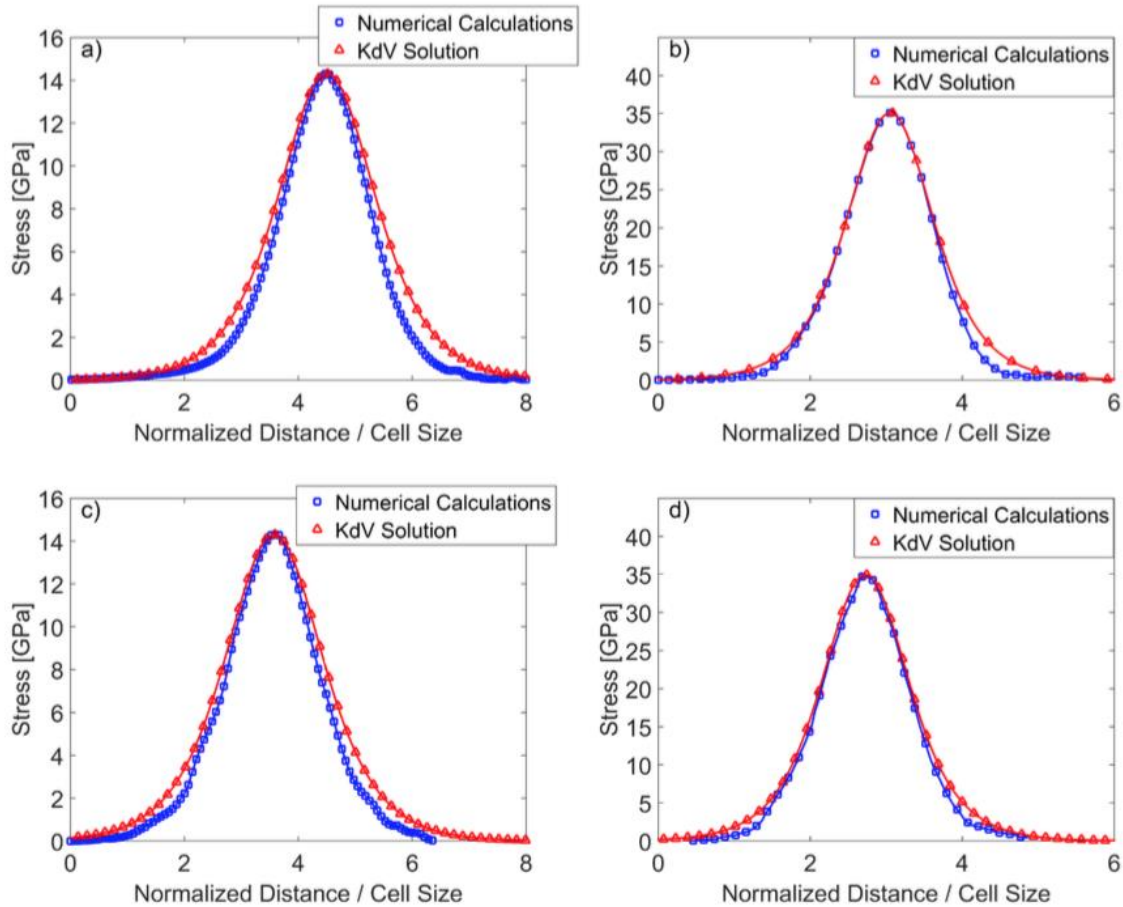 a)
Numerical Calculations
KdV Solution
16
14
12
10
8
6
4
2
0
Stress [GPa]
0 2 4 6 8
Normalized Distance / Cell Size
b)
Numerical Calculations
KdV Solution
40
35
30
25
20
15
10
5
0
Stress [GPa]
0 2 4 6
Normalized Distance / Cell Size
c)
Numerical Calculations
KdV Solution
16
14
12
10
8
6
4
2
0
Stress [GPa]
0 2 4 6 8
Normalized Distance / Cell Size
d)
Numerical Calculations
KdV Solution
40
35
30
25
20
15
10
5
0
Stress [GPa]
0 2 4 6
Normalized Distance / Cell Size